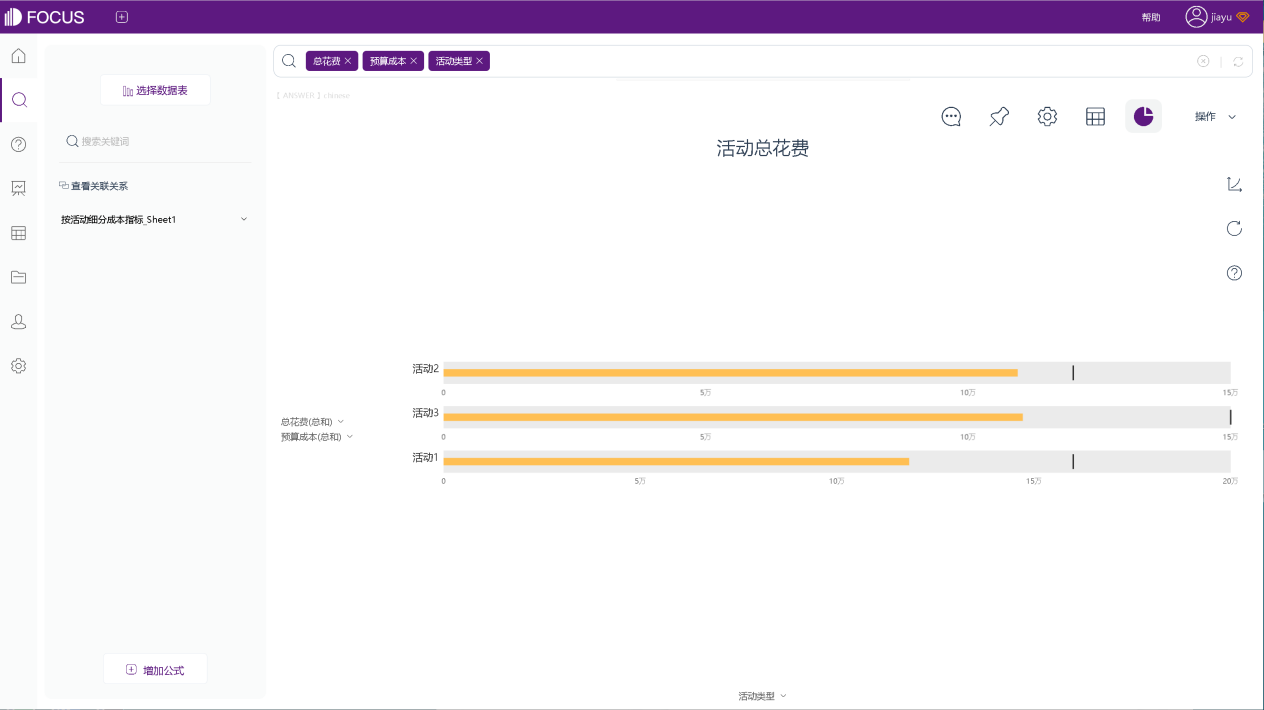 FOCUS
帮助
jiayu
总花费
预算成本
活动类型
选择数据表
[ ANSWER ] choose
操作
活动总花费
搜索关键词
查看关联关系
按活动细分成本指标_Sheet1
活动2
0 5万 10万 15万
活动3
总花费(总和)
0 5万 10万 15万
预算成本(总和)
活动1
0 5万 10万 15万 20万
增加公式
活动类型